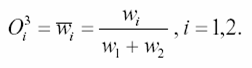 $O_i^3 = \overline{w}_i = \frac{w_i}{w_1 + w_2}, i = 1,2.$